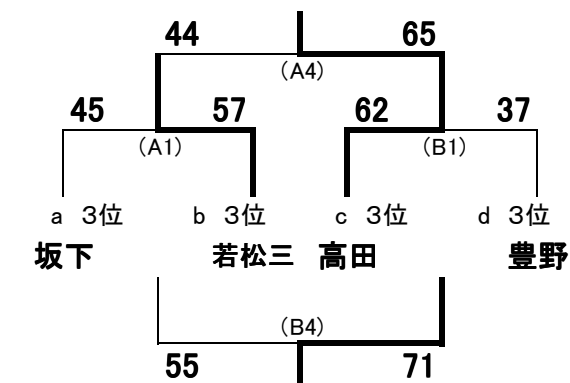 44 65
（A4）
45 57 62 37
（A1） （B1）
a 3位 b 3位 c 3位 d 3位
坂下 若松三 高田 豊野
（B4）
55 71